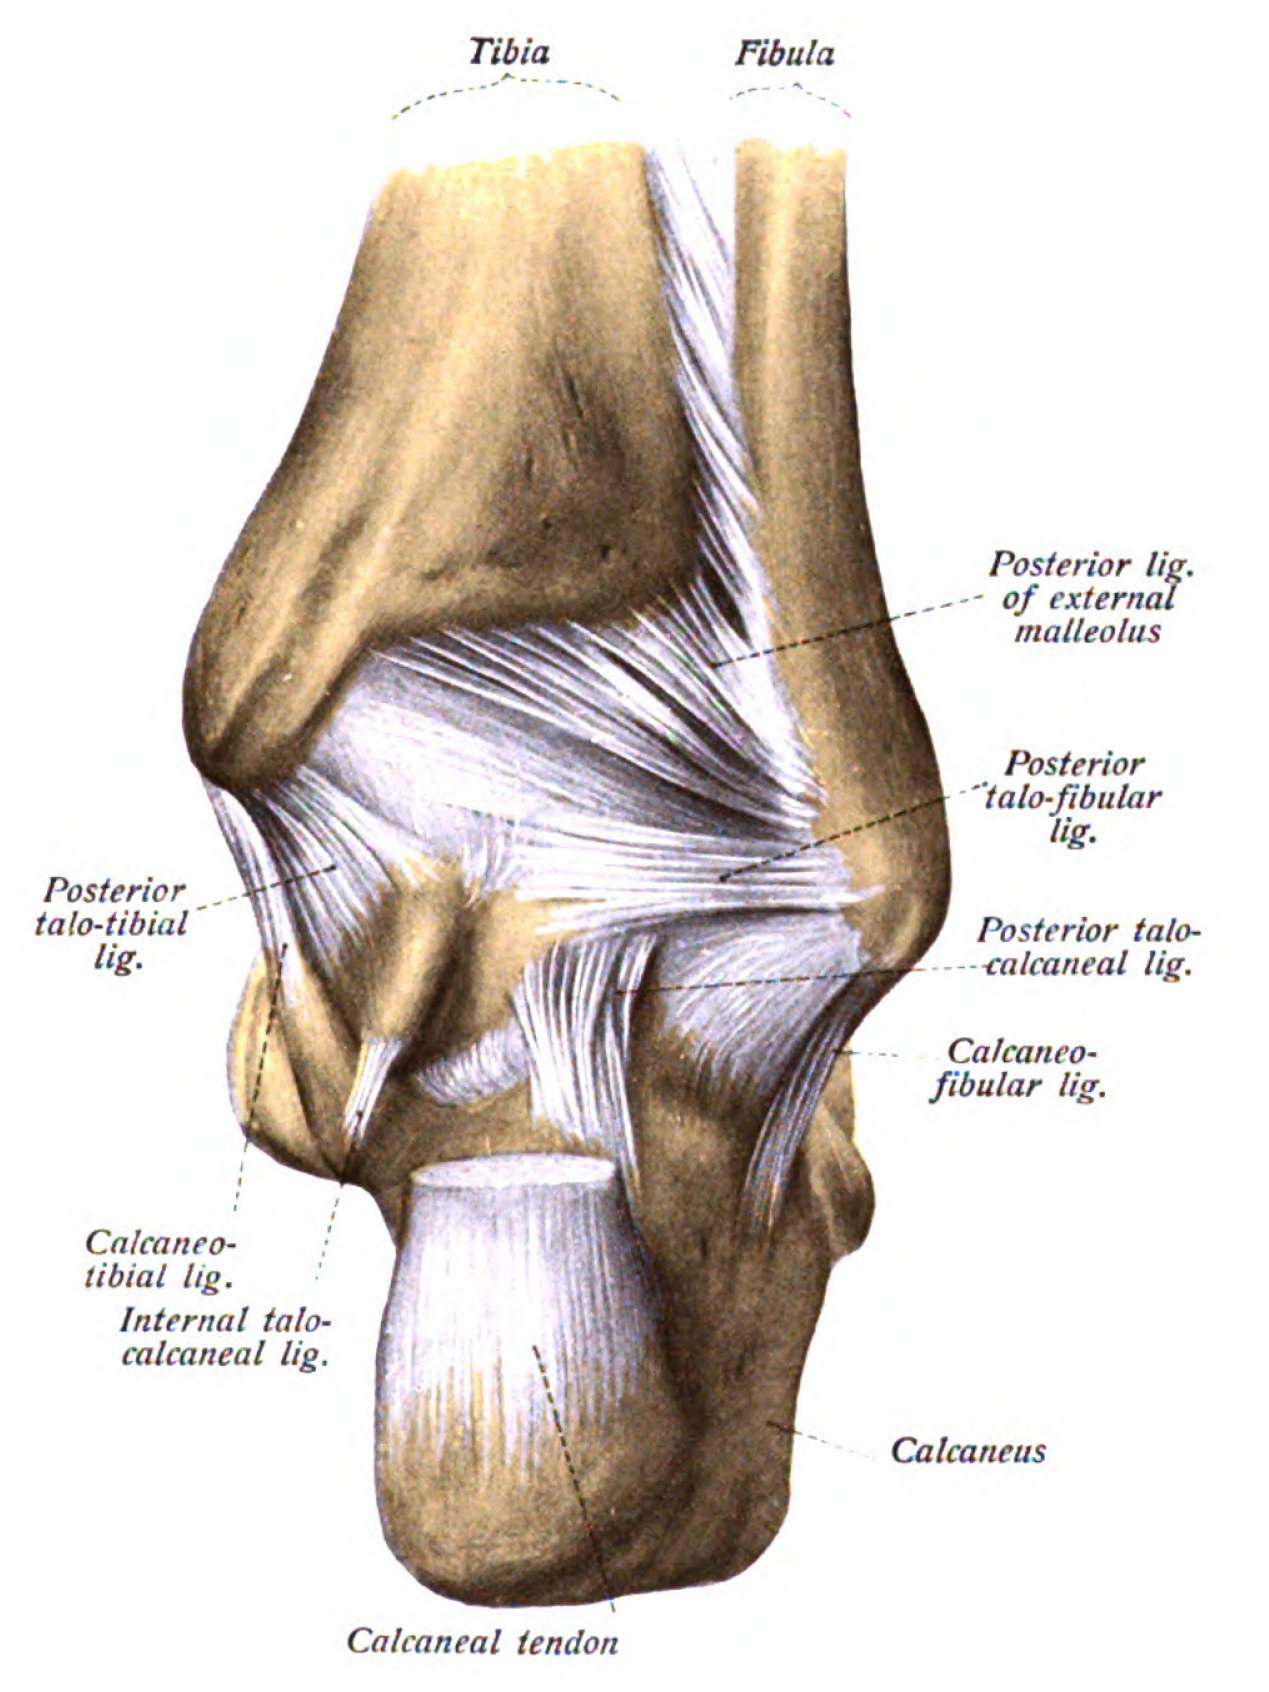 Tibia
Fibula
Posterior lig.
of external
malleolus
Posterior
talo-fibular
lig.
Posterior
talo-tibial
lig.
Posterior talo-
calcaneal lig.
Calcaneo-
fibular lig.
Calcaneo-
tibial lig.
Internal talo-
calcaneal lig.
Calcaneus
Calcaneal tendon